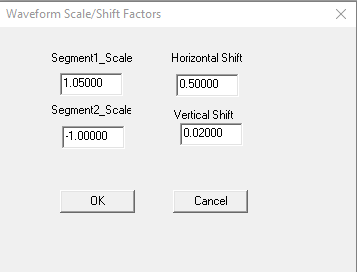 Waveform Scale/Shift Factors
Segment1_Scale
Horizontal Shift
1.05000
0.50000
Segment2_Scale
Vertical Shift
-1.00000
0.02000
OK
Cancel